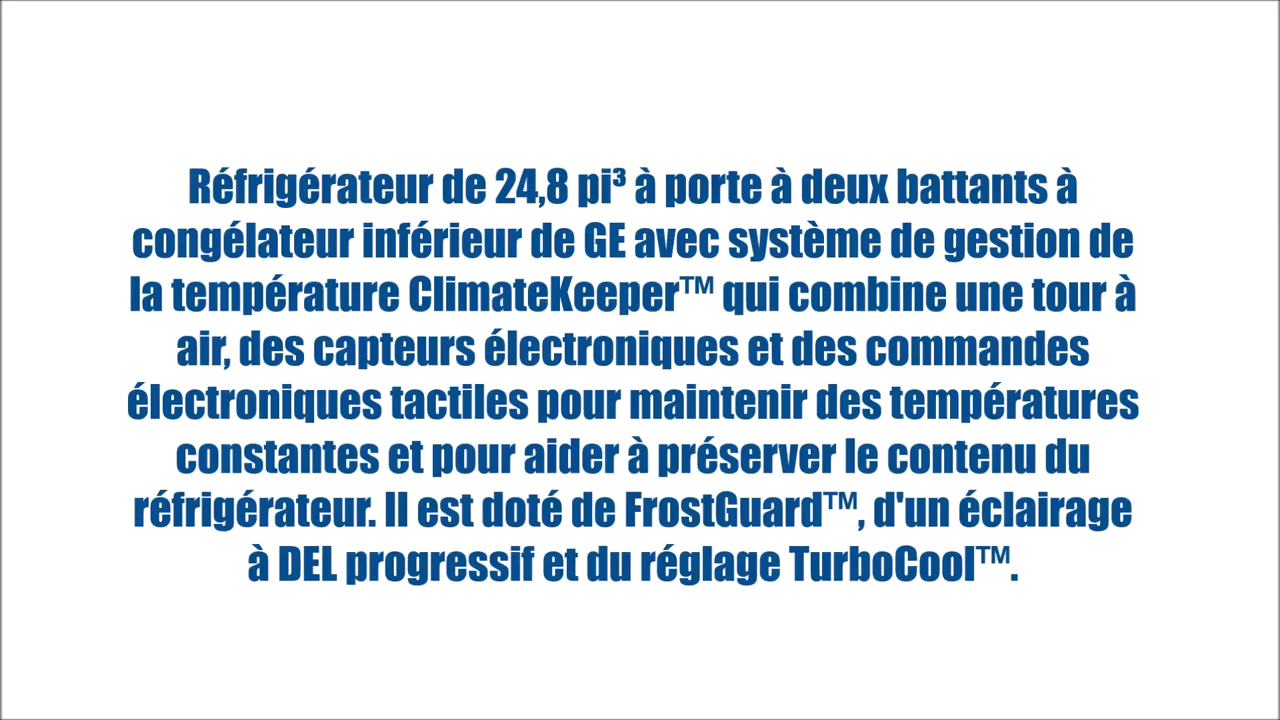 Réfrigérateur de 24,8 pi³ à porte à deux battants à
congélateur inférieur de GE avec système de gestion de
la température ClimateKeeper™ qui combine une tour à
air, des capteurs électroniques et des commandes
électroniques tactiles pour maintenir des températures
constantes et pour aider à préserver le contenu du
réfrigérateur. Il est doté de FrostGuard™, d'un éclairage
à DEL progressif et du réglage TurboCool™.